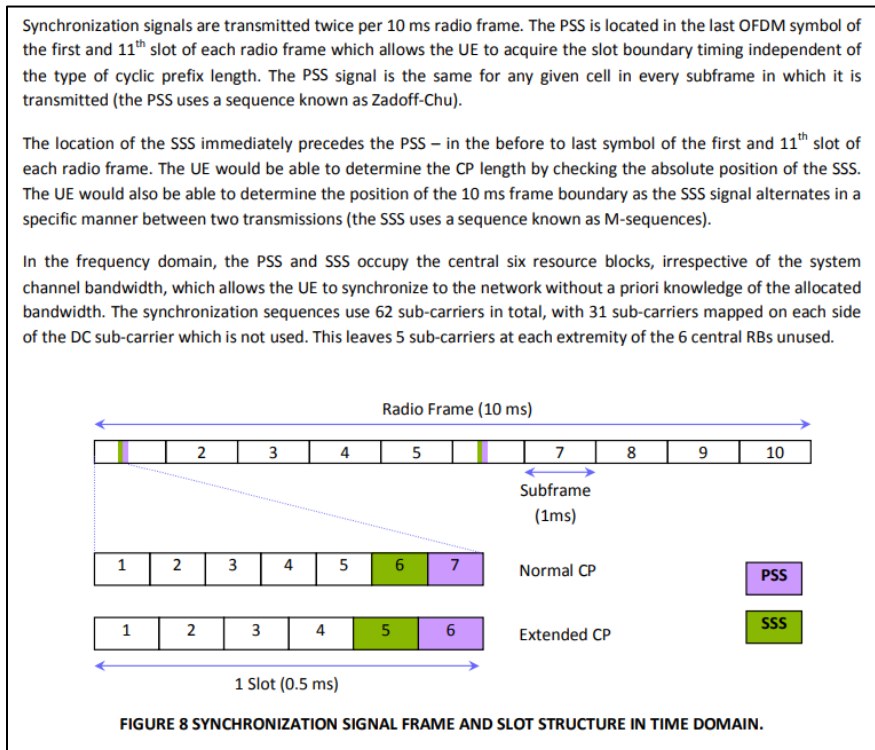 Synchronization signals are transmitted twice per 10 ms radio frame. The PSS is located in the last OFDM symbol of
the first and 11th slot of each radio frame which allows the UE to acquire the slot boundary timing independent of
the type of cyclic prefix length. The PSS signal is the same for any given cell in every subframe in which it is
transmitted (the PSS uses a sequence known as Zadoff-Chu).
The location of the SSS immediately precedes the PSS – in the before to last symbol of the first and 11th slot of
each radio frame. The UE would be able to determine the CP length by checking the absolute position of the SSS.
The UE would also be able to determine the position of the 10 ms frame boundary as the SSS signal alternates in a
specific manner between two transmissions (the SSS uses a sequence known as M-sequences).
In the frequency domain, the PSS and SSS occupy the central six resource blocks, irrespective of the system
channel bandwidth, which allows the UE to synchronize to the network without a priori knowledge of the allocated
bandwidth. The synchronization sequences use 62 sub-carriers in total, with 31 sub-carriers mapped on each side
of the DC sub-carrier which is not used. This leaves 5 sub-carriers at each extremity of the 6 central RBs unused.
Radio Frame (10 ms)
2 3 4 5 7 8 9 10
Subframe
(1ms)
1 2 3 4 5 6 7 Normal CP PSS
1 2 3 4 5 6 Extended CP SSS
1 Slot (0.5 ms)
FIGURE 8 SYNCHRONIZATION SIGNAL FRAME AND SLOT STRUCTURE IN TIME DOMAIN.